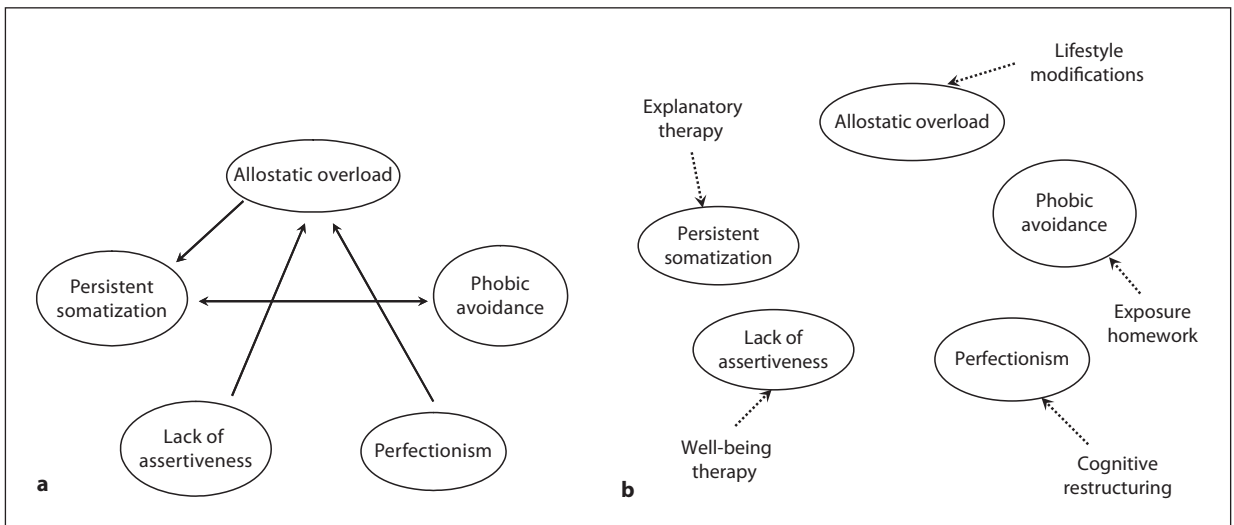 Allostatic overload
Persistent
somatization
Phobic
avoidance
Lack of
assertiveness
Perfectionism
a
Lifestyle
modifications
Explanatory
therapy
Allostatic overload
Phobic
avoidance
Persistent
somatization
Exposure
homework
Lack of
assertiveness
Perfectionism
Well-being
therapy
Cognitive
restructuring
b